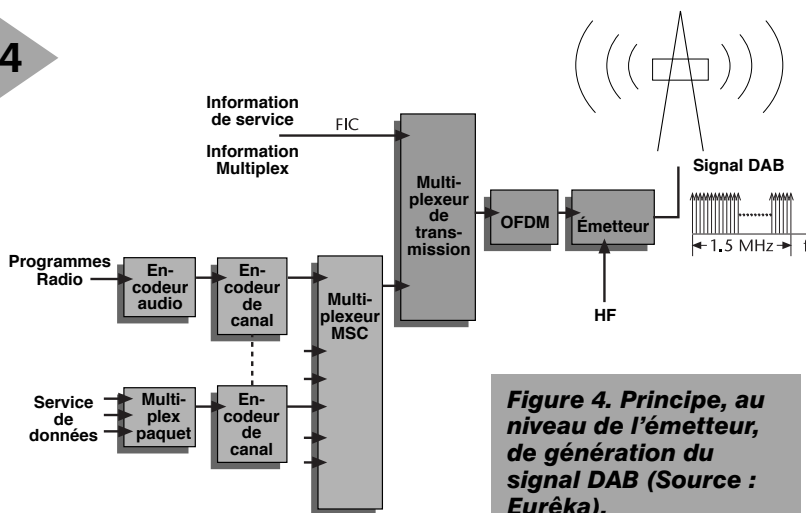 4
Information
de service
FIC
Information
Multiplex
Multi-
plexeur
de
trans-
mission
OFDM
Émetteur
HF
Signal DAB
1.5 MHz
f
Programmes
Radio
En-
codeur
audio
En-
codeur
de
canal
Multi-
plexeur
MSC
Service
de
données
Multi-
plex
paquet
En-
codeur
de
canal
Figure 4. Principe, au
niveau de l'émetteur,
de génération du
signal DAB (Source :
Eurêka).